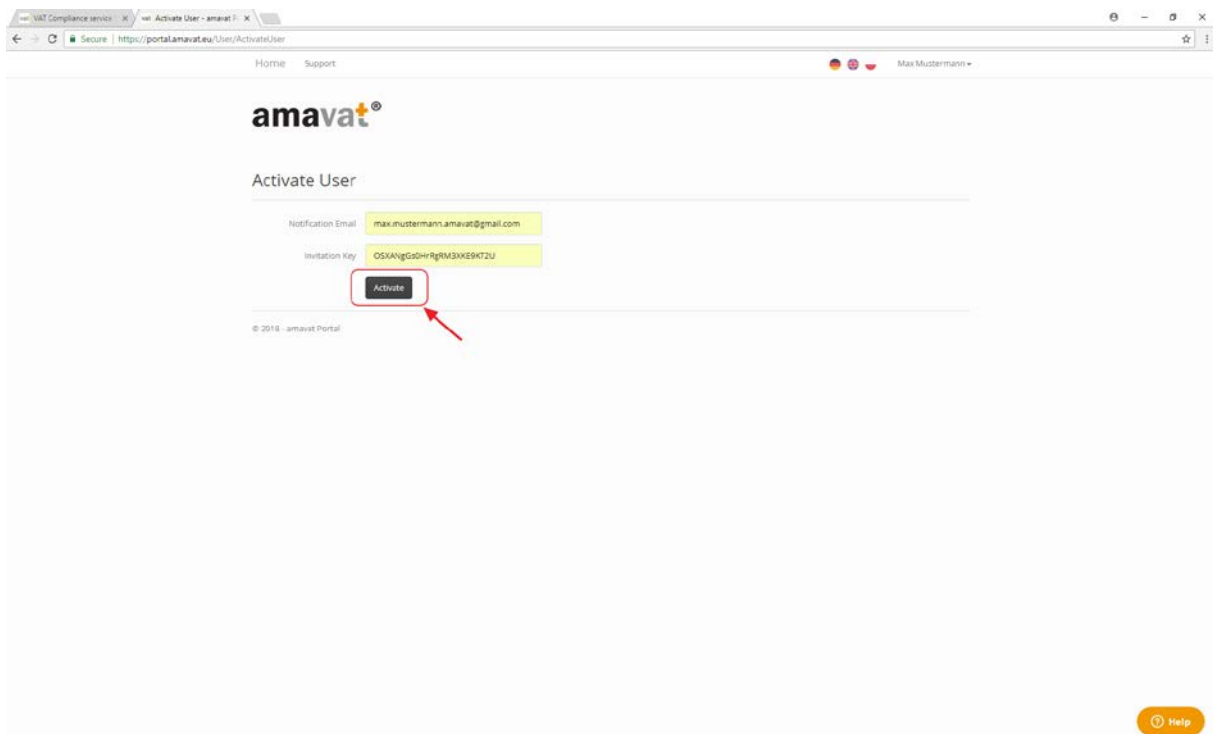 VAT Compliance service
Activate User - amavat P
Secure | https://portal.amavat.eu/User/ActivateUser
Home Support Max Mustermann
amavat®
Activate User
Notification Email max.mustermann.amavat@gmail.com
Invitation Key
Activate
© 2018 - amavat Portal
Help